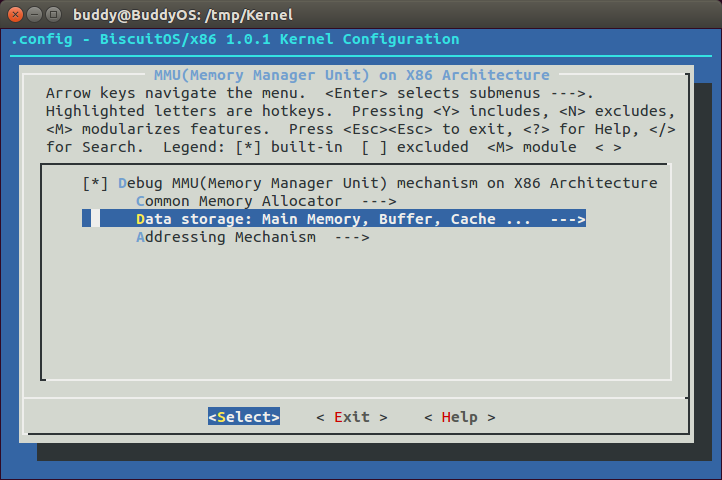 buddy@BuddyOS: /tmp/Kernel
.config - BiscuitOS/x86 1.0.1 Kernel Configuration
MMU(Memory Manager Unit) on X86 Architecture
Arrow keys navigate the menu.  <Enter> selects submenus --->.
Highlighted letters are hotkeys.  Pressing <Y> includes, <N> excludes,
<M> modularizes features.  Press <Esc><Esc> to exit, <?> for Help, </>
for Search.  Legend: [*] built-in  [ ] excluded  <M> module  < >
[*] Debug MMU(Memory Manager Unit) mechanism on X86 Architecture
Common Memory Allocator  --->
Data storage: Main Memory, Buffer, Cache ...  --->
Addressing Mechanism  --->
<Select>    < Exit >    < Help >